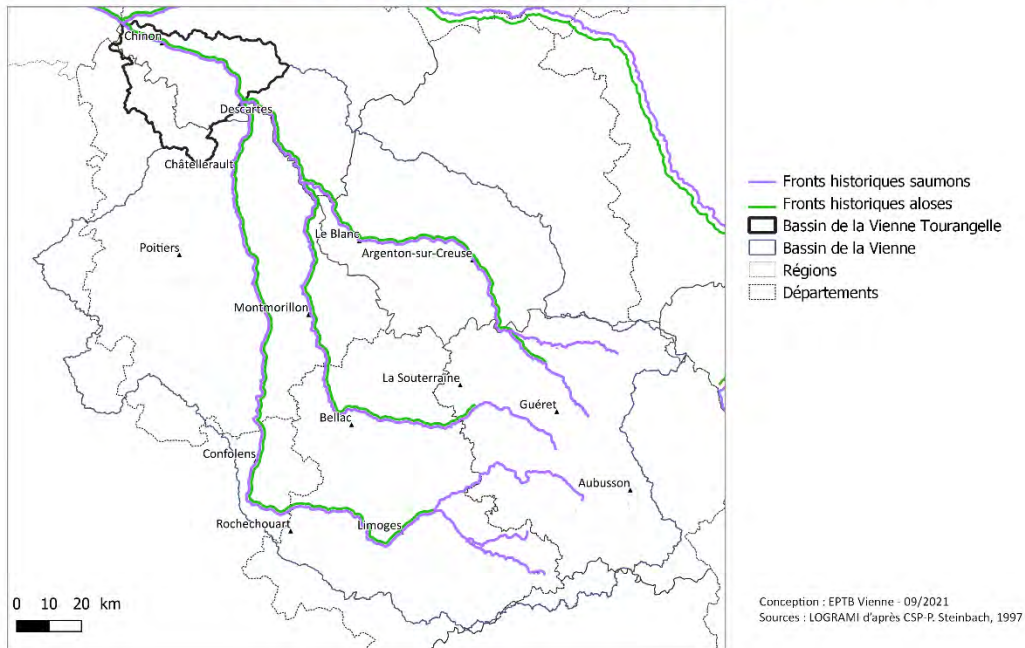 Chinon
Descartes
Châtellerault
Poitiers
Le Blanc
Argenton-sur-Creuse
Montmorillon
La Souterraine
Guéret
Bellac
Confolens
Aubusson
Rochechouart
Limoges
0 10 20 km
Fronts historiques saumons
Fronts historiques aloses
Bassin de la Vienne Tourangelle
Bassin de la Vienne
Régions
Départements
Conception : EPTB Vienne - 09/2021
Sources : LOGRAMI d'après CSP-P. Steinbach, 1997